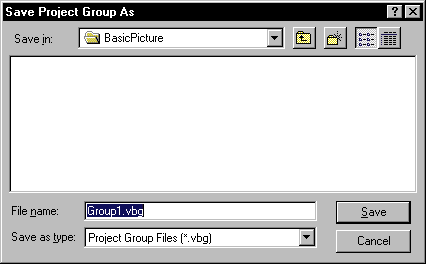 Save Project Group As
Save in: BasicPicture
File name: Group1.vbg Save
Save as type: Project Group Files (*.vbg) Cancel